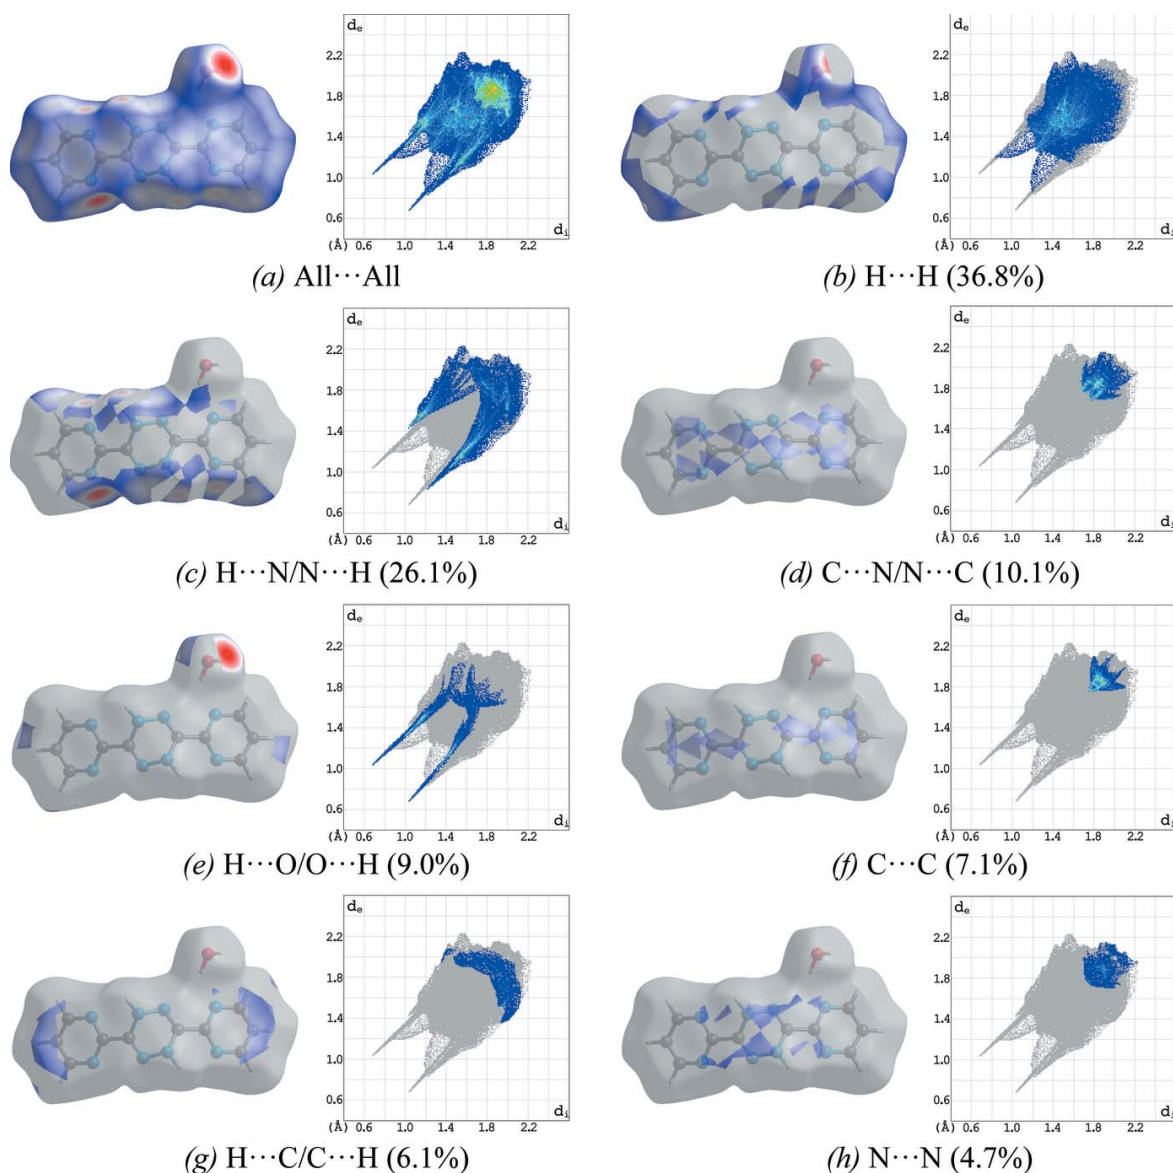 dₑ
2.2
1.8
1.4
1.0
0.6
dᵢ
(Å) 0.6 1.0 1.4 1.8 2.2
(a) All···All
dₑ
2.2
1.8
1.4
1.0
0.6
dᵢ
(Å) 0.6 1.0 1.4 1.8 2.2
(b) H···H (36.8%)
dₑ
2.2
1.8
1.4
1.0
0.6
dᵢ
(Å) 0.6 1.0 1.4 1.8 2.2
(c) H···N/N···H (26.1%)
dₑ
2.2
1.8
1.4
1.0
0.6
dᵢ
(Å) 0.6 1.0 1.4 1.8 2.2
(d) C···N/N···C (10.1%)
dₑ
2.2
1.8
1.4
1.0
0.6
dᵢ
(Å) 0.6 1.0 1.4 1.8 2.2
(e) H···O/O···H (9.0%)
dₑ
2.2
1.8
1.4
1.0
0.6
dᵢ
(Å) 0.6 1.0 1.4 1.8 2.2
(f) C···C (7.1%)
dₑ
2.2
1.8
1.4
1.0
0.6
dᵢ
(Å) 0.6 1.0 1.4 1.8 2.2
(g) H···C/C···H (6.1%)
dₑ
2.2
1.8
1.4
1.0
0.6
dᵢ
(Å) 0.6 1.0 1.4 1.8 2.2
(h) N···N (4.7%)